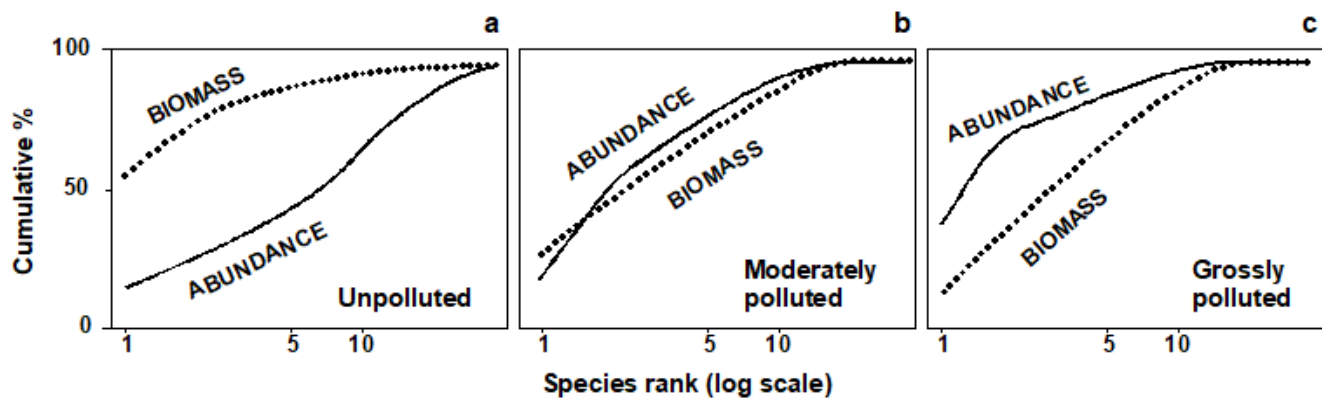 a
b
c
100
50
0
Cumulative %
BIOMASS
ABUNDANCE
Unpolluted
ABUNDANCE
BIOMASS
Moderately
polluted
ABUNDANCE
BIOMASS
Grossly
polluted
1 5 10
1 5 10
1 5 10
Species rank (log scale)